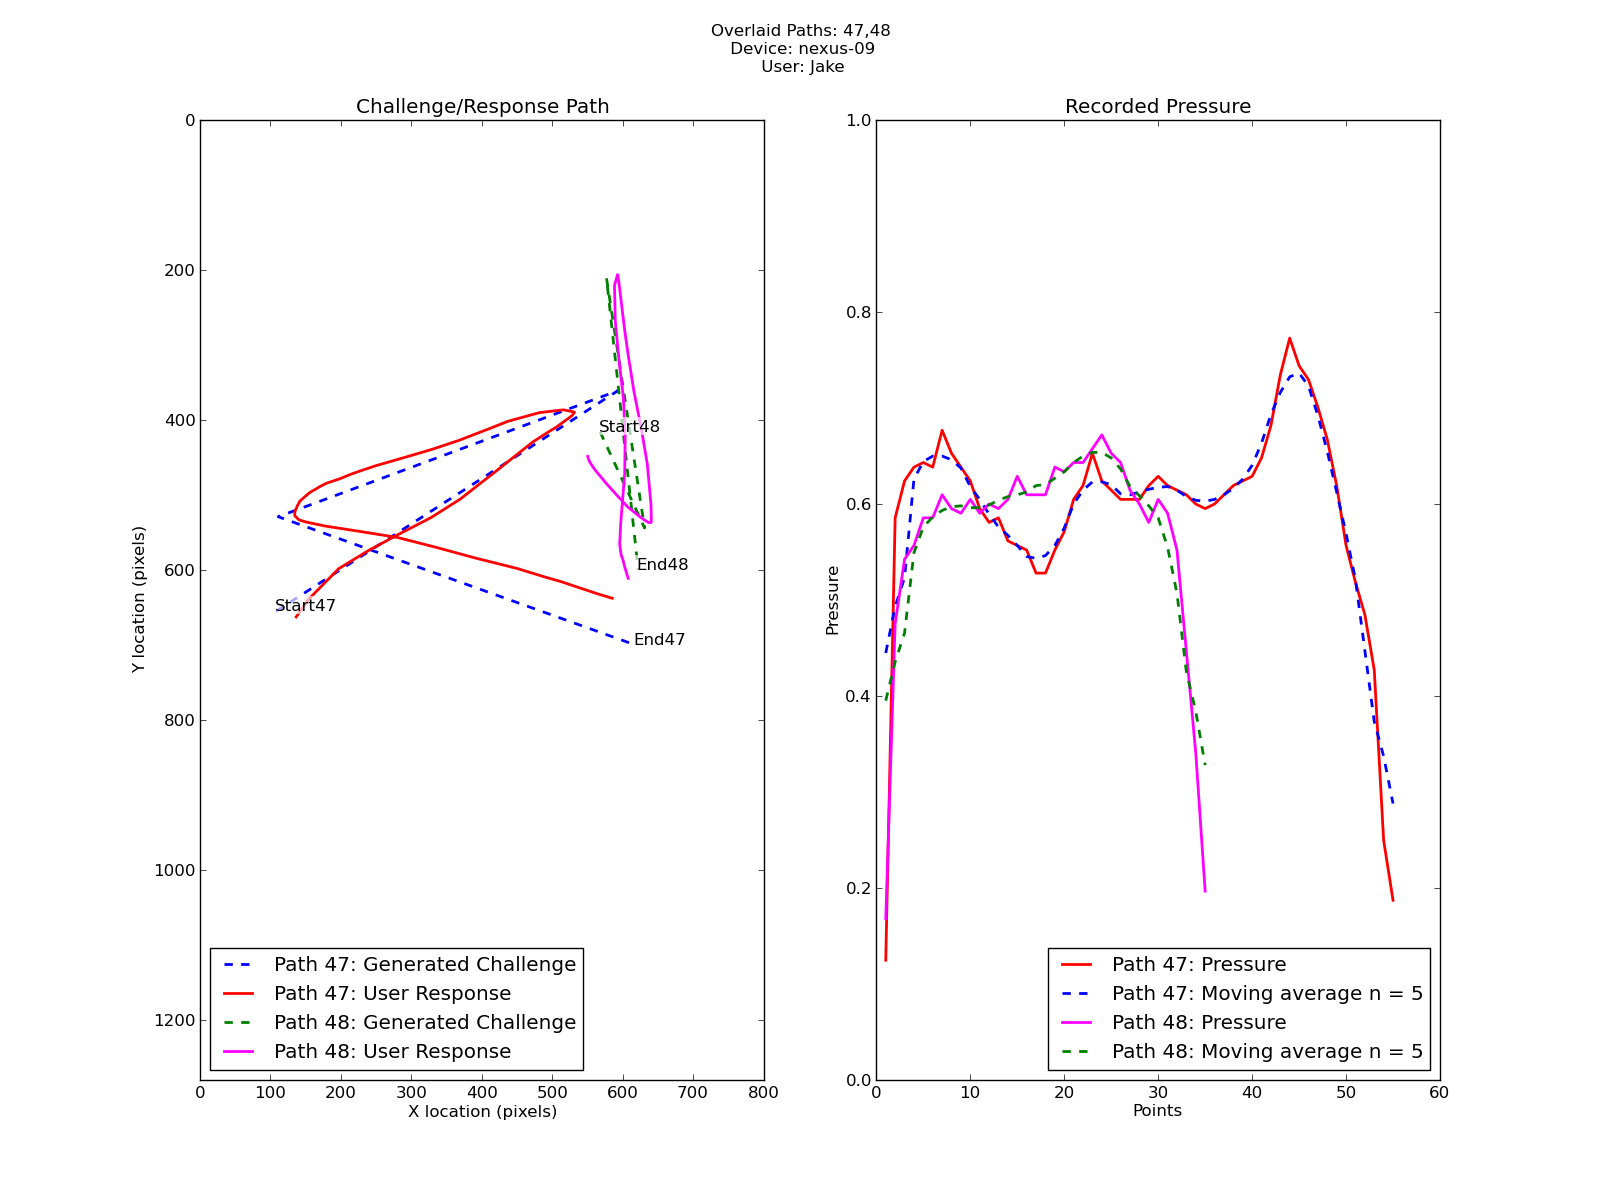 Overlaid Paths: 47,48
Device: nexus-09
User: Jake
Challenge/Response Path
0
200
400
600
800
1000
1200
Y location (pixels)
Start48
End48
Start47
End47
Path 47: Generated Challenge
Path 47: User Response
Path 48: Generated Challenge
Path 48: User Response
0 100 200 300 400 500 600 700 800
X location (pixels)
Recorded Pressure
1.0
0.8
0.6
0.4
0.2
0.0
Pressure
Path 47: Pressure
Path 47: Moving average n = 5
Path 48: Pressure
Path 48: Moving average n = 5
0 10 20 30 40 50 60
Points